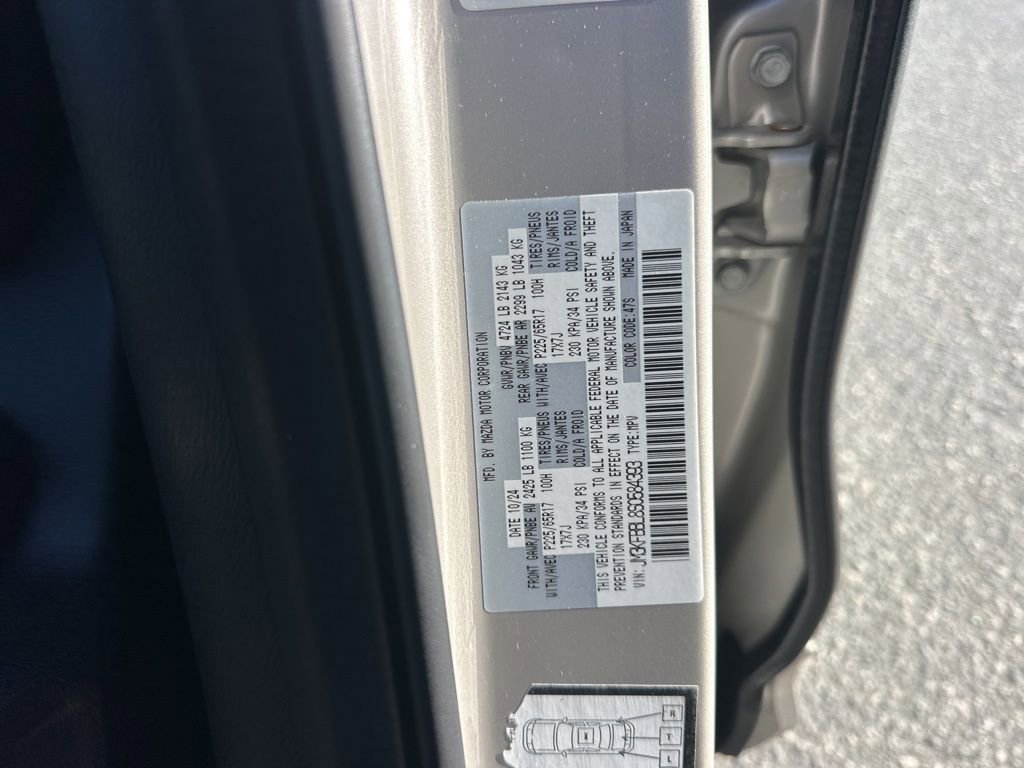 MFD. BY MAZDA MOTOR CORPORATION
DATE 10/24 GVWR/PNBV 4724 LB 2143 KG
FRONT GAWR/PNBE AV 2425 LB 1100 KG REAR GAWR/PNBE AR 2299 LB 1043 KG
WITH/AVEC P225/65R17 100H TIRES/PNEUS WITH/AVEC P225/65R17 100H TIRES/PNEUS
17X7J RIMS/JANTES 17X7J RIMS/JANTES
230 KPA/34 PSI COLD/A FROID 230 KPA/34 PSI COLD/A FROID
THIS VEHICLE CONFORMS TO ALL APPLICABLE FEDERAL MOTOR VEHICLE SAFETY AND THEFT
PREVENTION STANDARDS IN EFFECT ON THE DATE OF MANUFACTURE SHOWN ABOVE.
VIN: JM3KFBBL8S0584393 TYPE:MPV COLOR CODE:47S MADE IN JAPAN
R
T
L